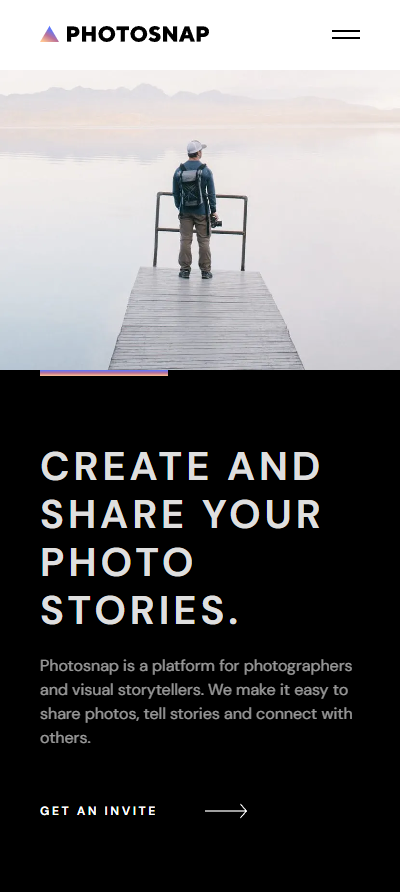 PHOTOSNAP
CREATE AND
SHARE YOUR
PHOTO
STORIES.
Photosnap is a platform for photographers
and visual storytellers. We make it easy to
share photos, tell stories and connect with
others.
GET AN INVITE